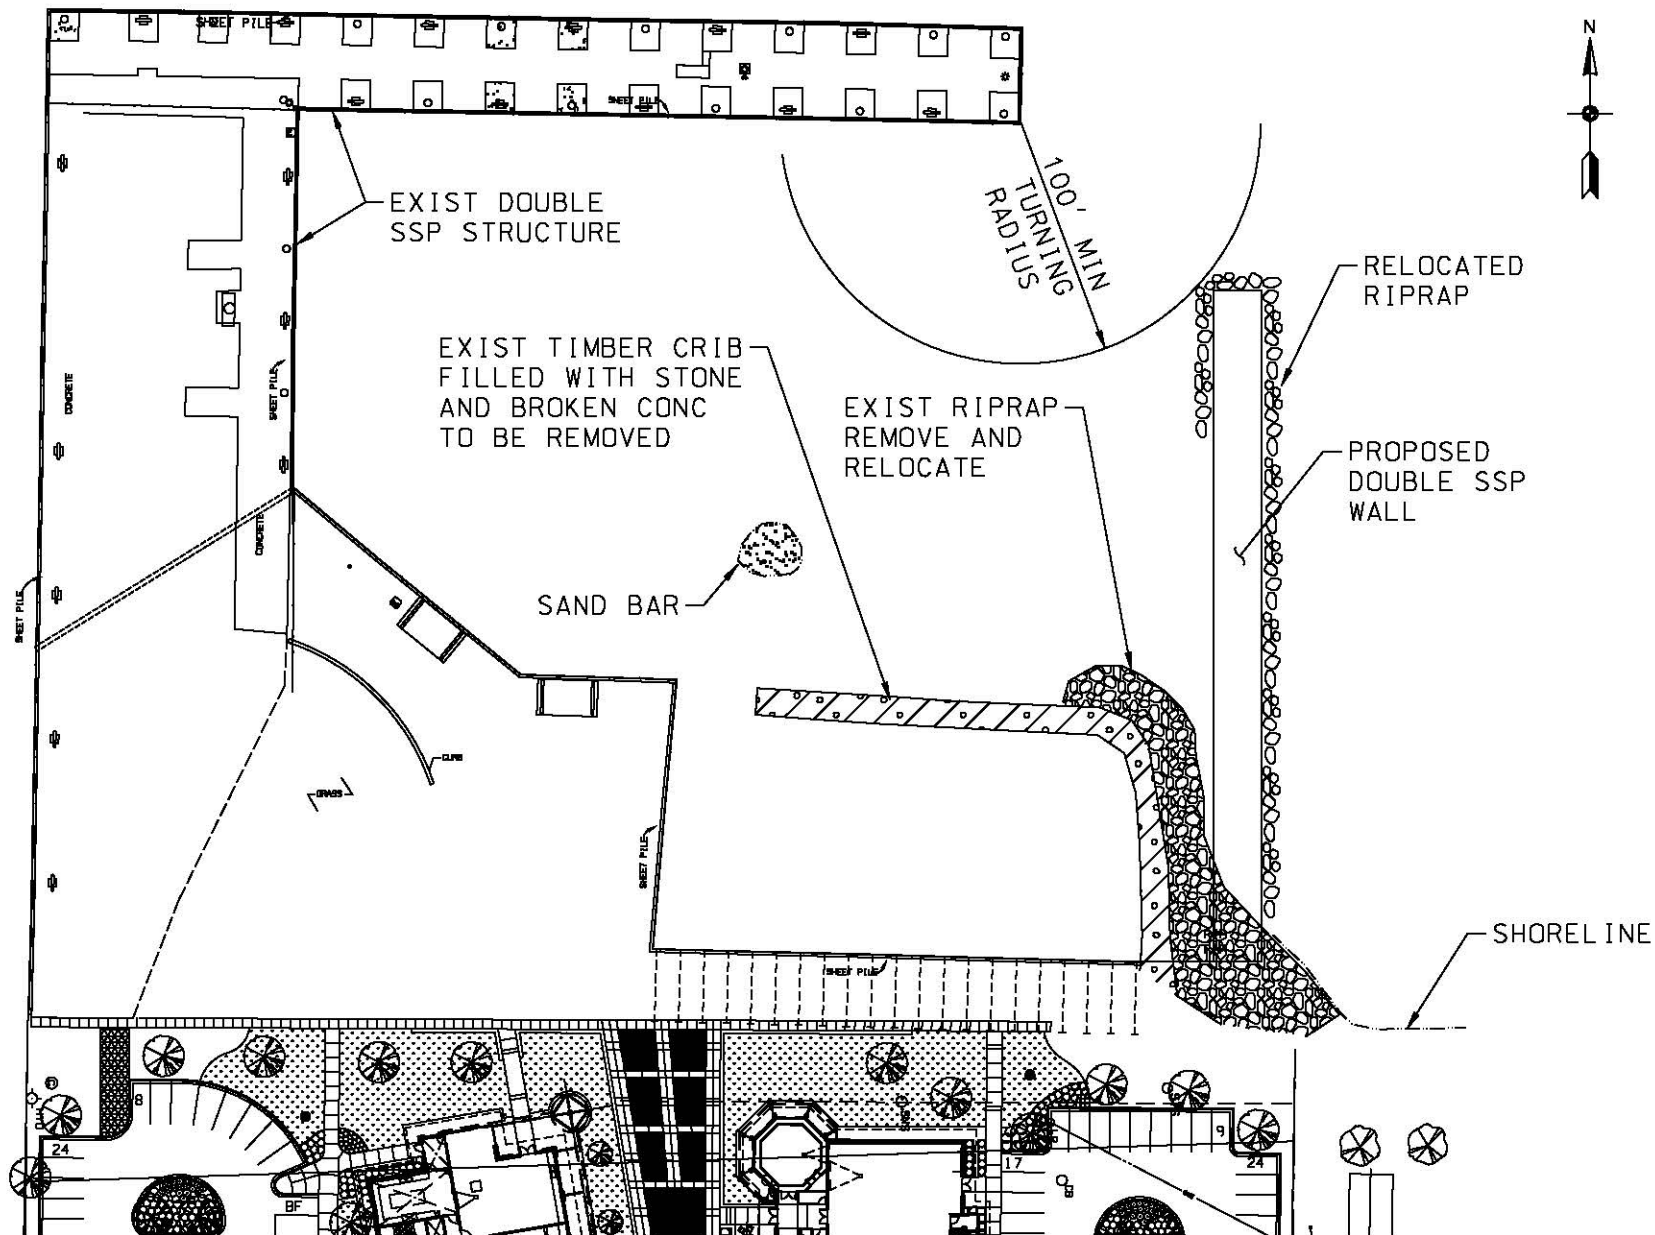 SHEET PILE
N
SHEET PILE
EXIST DOUBLE
SSP STRUCTURE
100' MIN
TURNING
RADIUS
RELOCATED
RIPRAP
EXIST TIMBER CRIB
FILLED WITH STONE
AND BROKEN CONC
TO BE REMOVED
EXIST RIPRAP
REMOVE AND
RELOCATE
CONCRETE
SHEET PILE
PROPOSED
DOUBLE SSP
WALL
CONCRETE
SHEET PILE
SAND BAR
CURB
GRASS
SHEET PILE
SHORELINE
SHEET PILE
8
9
24
17
24
BF